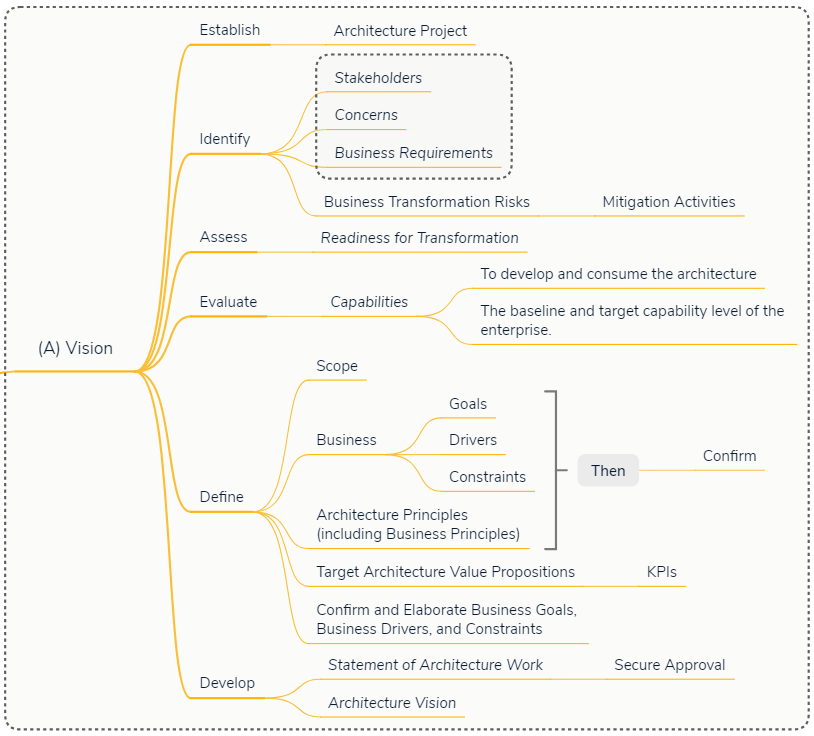 Establish
Architecture Project
Stakeholders
Concerns
Identify
Business Requirements
Business Transformation Risks
Mitigation Activities
Assess
Readiness for Transformation
To develop and consume the architecture
Evaluate
Capabilities
The baseline and target capability level of the
enterprise.
(A) Vision
Scope
Goals
Business
Drivers
Constraints
Then
Confirm
Define
Architecture Principles
(including Business Principles)
Target Architecture Value Propositions
KPIs
Confirm and Elaborate Business Goals,
Business Drivers, and Constraints
Statement of Architecture Work
Secure Approval
Develop
Architecture Vision